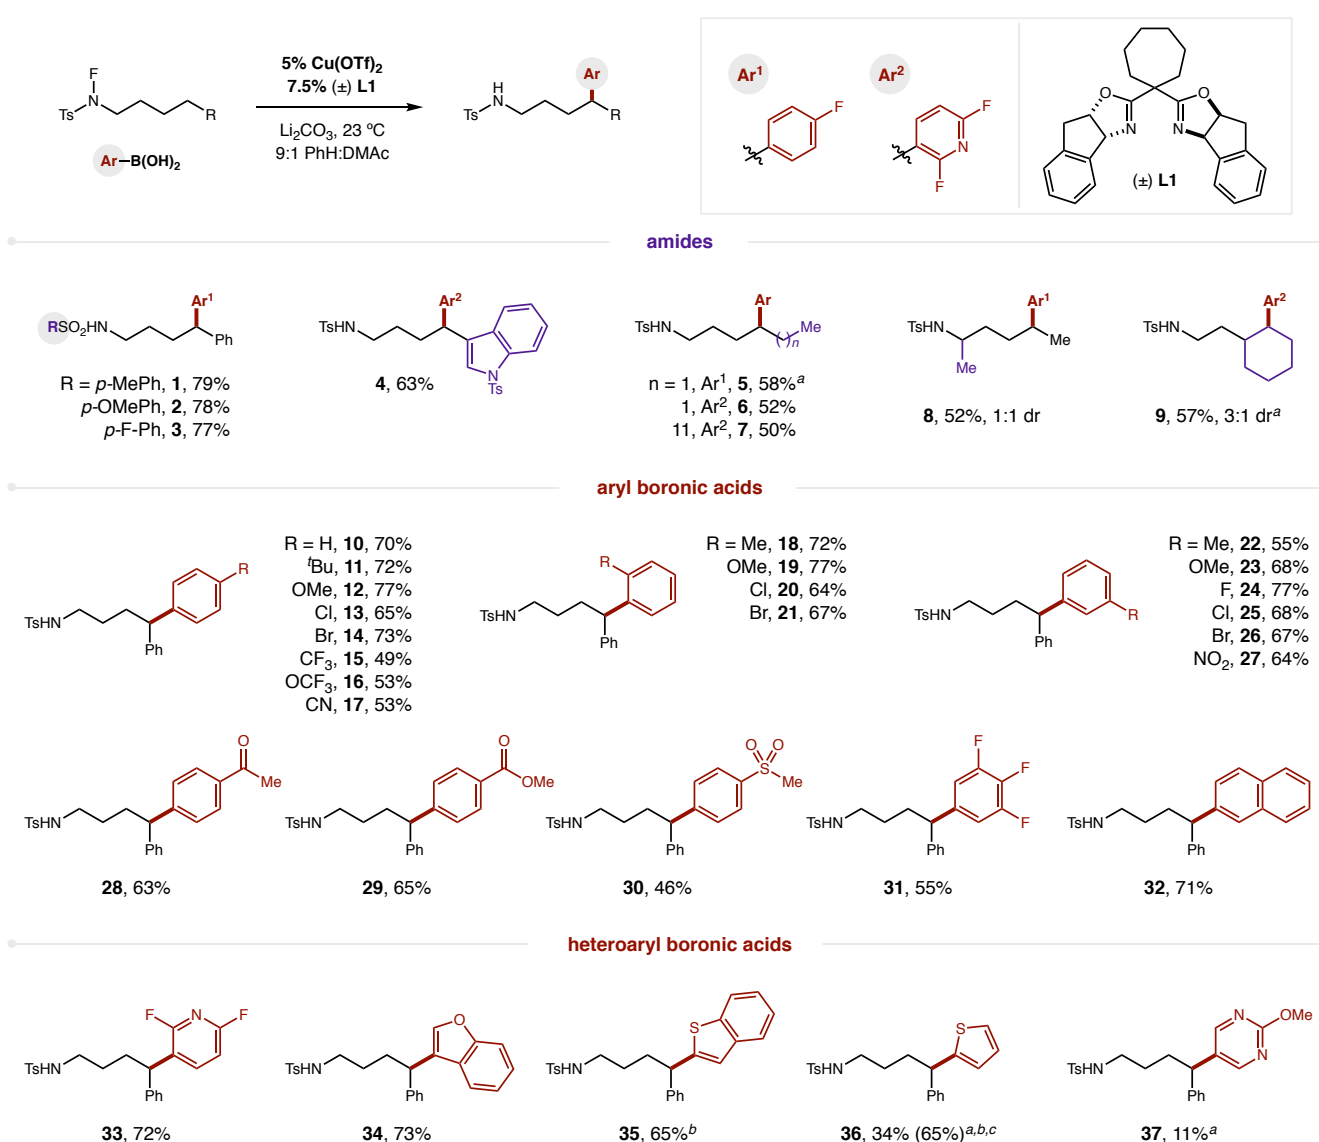 F
N
Ts
R
Ar–B(OH)₂
5% Cu(OTf)₂
7.5% (±) L1
Li₂CO₃, 23 ºC
9:1 PhH:DMAc
H
N
Ts
Ar
R
Ar¹
F
Ar²
F
N
F
O
O
N
N
(±) L1
amides
RSO₂HN
Ar¹
Ph
R = p-MePh, 1, 79%
p-OMePh, 2, 78%
p-F-Ph, 3, 77%
TsHN
Ar²
N
Ts
4, 63%
TsHN
Ar
( )n
Me
n = 1, Ar¹, 5, 58%ᵃ
1, Ar², 6, 52%
11, Ar², 7, 50%
TsHN
Me
Ar¹
Me
8, 52%, 1:1 dr
TsHN
Ar²
9, 57%, 3:1 drᵃ
aryl boronic acids
TsHN
R
Ph
R = H, 10, 70%
ᵗBu, 11, 72%
OMe, 12, 77%
Cl, 13, 65%
Br, 14, 73%
CF₃, 15, 49%
OCF₃, 16, 53%
CN, 17, 53%
TsHN
R
Ph
R = Me, 18, 72%
OMe, 19, 77%
Cl, 20, 64%
Br, 21, 67%
TsHN
R
Ph
R = Me, 22, 55%
OMe, 23, 68%
F, 24, 77%
Cl, 25, 68%
Br, 26, 67%
NO₂, 27, 64%
TsHN
O
Me
Ph
28, 63%
TsHN
O
OMe
Ph
29, 65%
TsHN
O O
S
Me
Ph
30, 46%
TsHN
F
F
F
Ph
31, 55%
TsHN
Ph
32, 71%
heteroaryl boronic acids
TsHN
F
N
F
Ph
33, 72%
TsHN
O
Ph
34, 73%
TsHN
S
Ph
35, 65%ᵇ
TsHN
S
Ph
36, 34% (65%)ᵃ,ᵇ,ᶜ
TsHN
N
OMe
N
Ph
37, 11%ᵃ